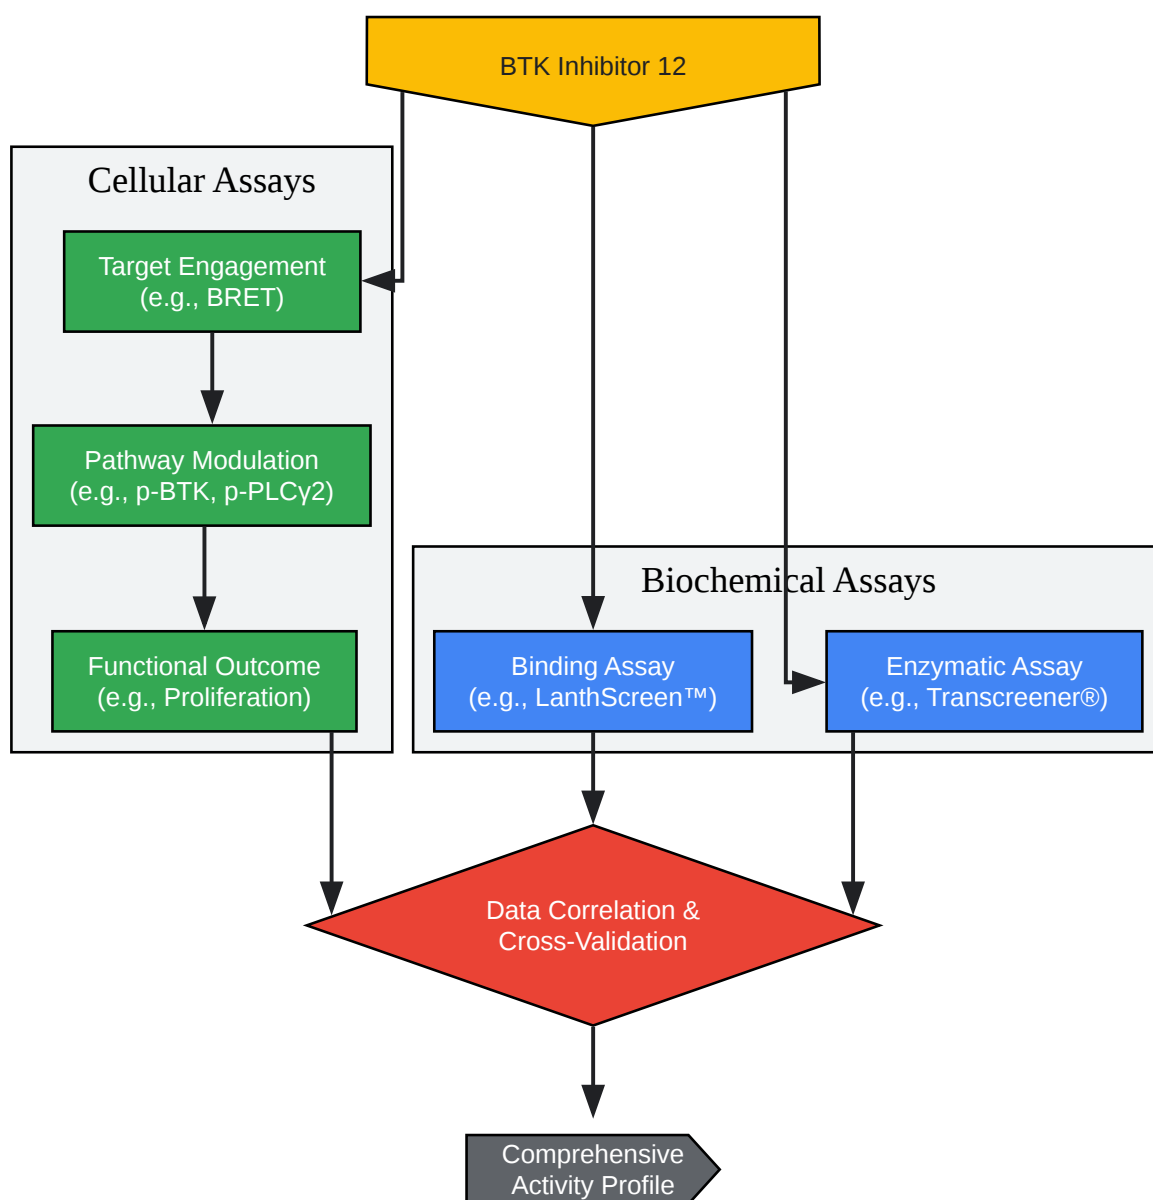 BTK Inhibitor 12
Cellular Assays
Target Engagement
(e.g., BRET)
Pathway Modulation
(e.g., p-BTK, p-PLCγ2)
Functional Outcome
(e.g., Proliferation)
Biochemical Assays
Binding Assay
(e.g., LanthScreen™)
Enzymatic Assay
(e.g., Transcreener®)
Data Correlation &
Cross-Validation
Comprehensive
Activity Profile